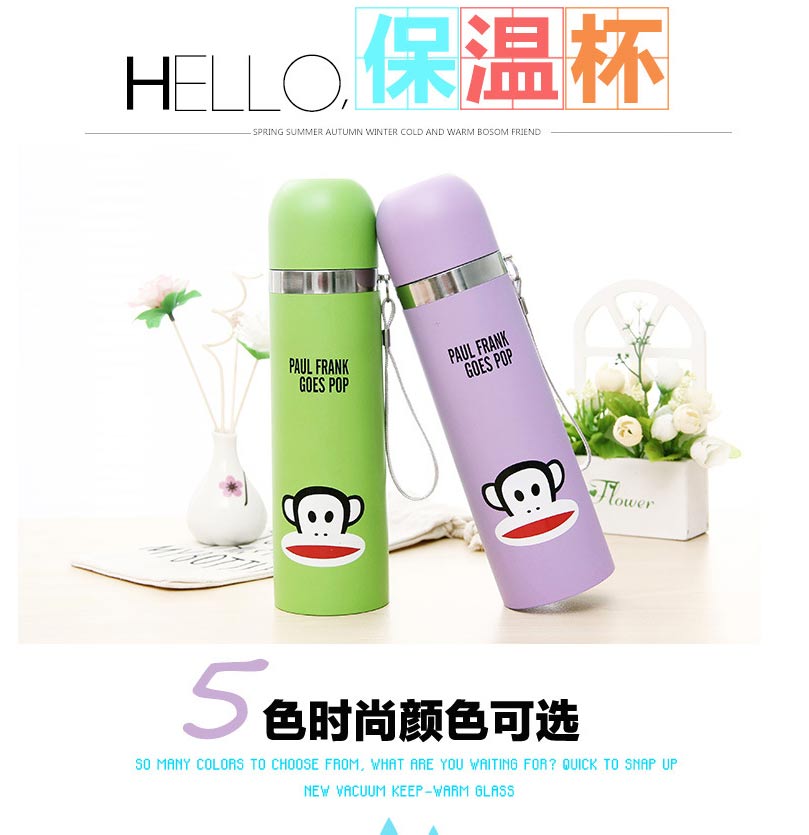 HELLO, 保温杯
SPRING SUMMER AUTUMN WINTER COLD AND WARM BOSOM FRIEND
PAUL FRANK
GOES POP
PAUL FRANK
GOES POP
Flower
5色时尚颜色可选
SO MANY COLORS TO CHOOSE FROM, WHAT ARE YOU WAITING FOR? QUICK TO SNAP UP
NEW VACUUM KEEP-WARM GLASS